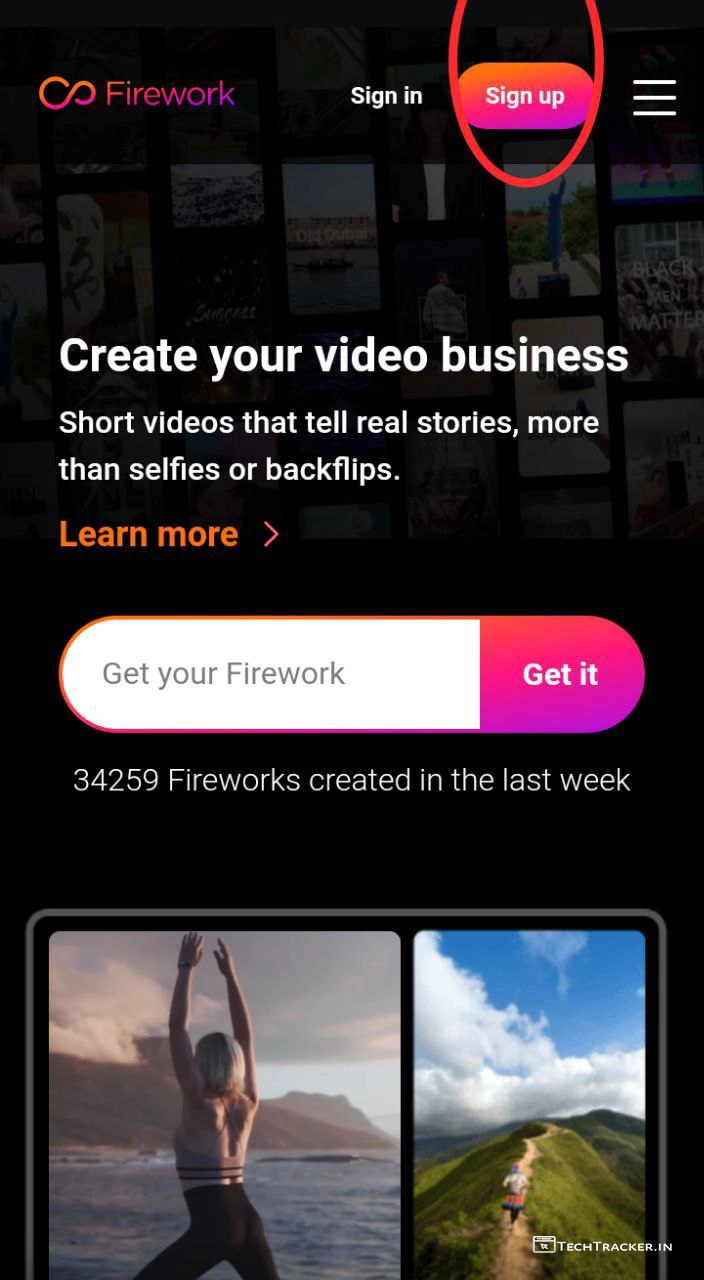 Firework
Sign in
Sign up
Old Dubai
Success
BLACK
MEN
MATTER
Create your video business
Short videos that tell real stories, more
than selfies or backflips.
Learn more
Get your Firework
Get it
34259 Fireworks created in the last week
TECHTRACKER.IN